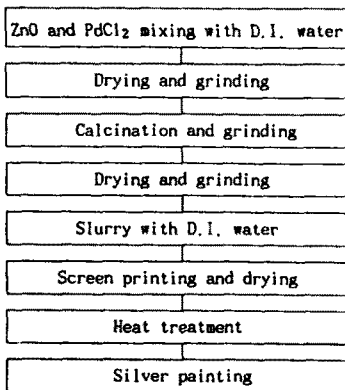 ZnO and PdCl₂ mixing with D.I. water
Drying and grinding
Calcination and grinding
Drying and grinding
Slurry with D.I. water
Screen printing and drying
Heat treatment
Silver painting